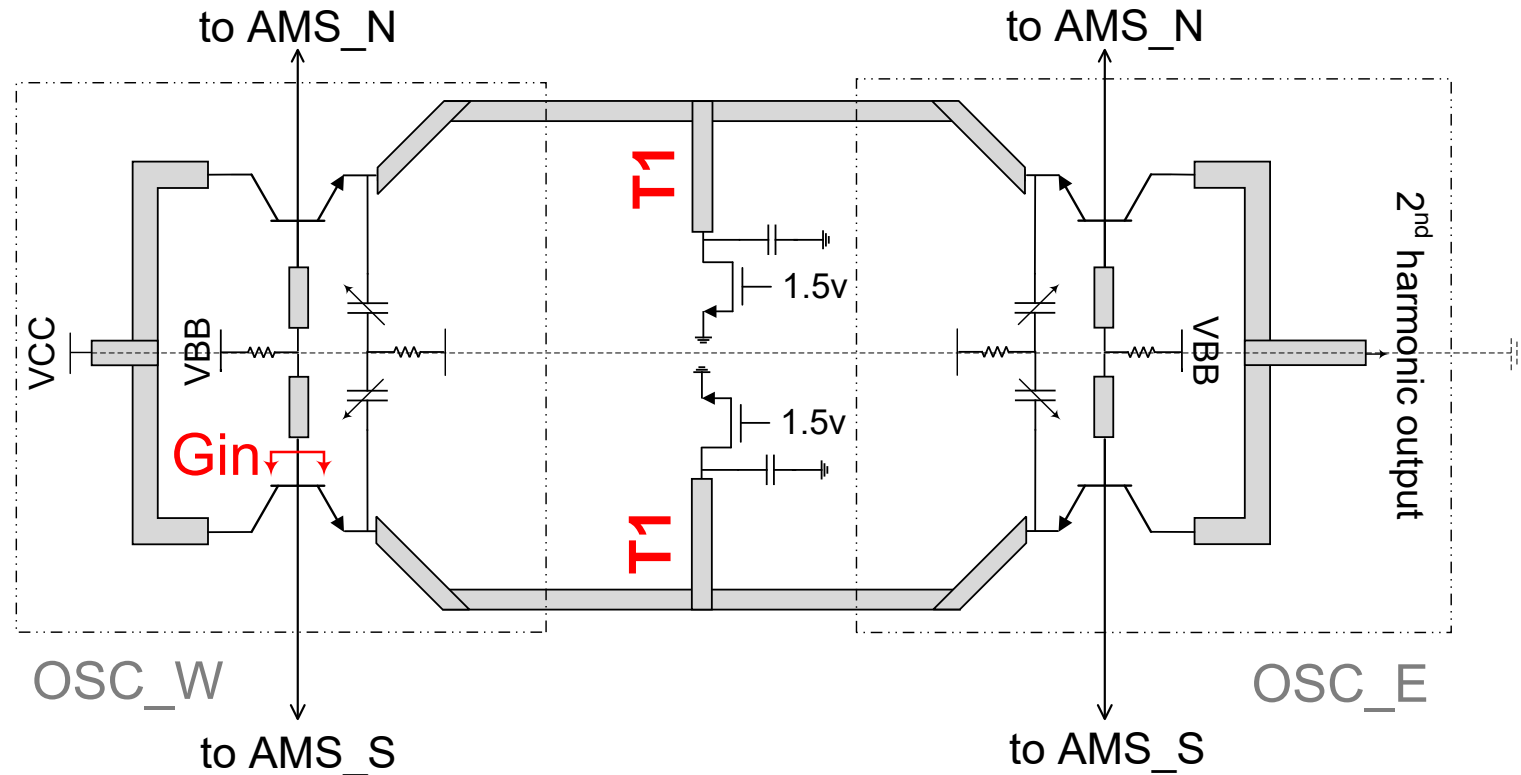 to AMS_N
to AMS_N
T1
1.5v
2nd harmonic output
VCC
VBB
VBB
1.5v
Gin
T1
OSC_W
OSC_E
to AMS_S
to AMS_S